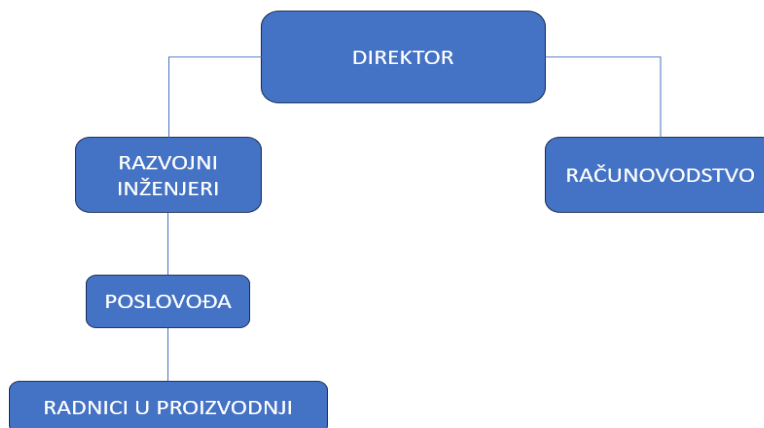 DIREKTOR
RAZVOJNI
INŽENJERI
RAČUNOVODSTVO
POSLOVOĐA
RADNICI U PROIZVODNJI